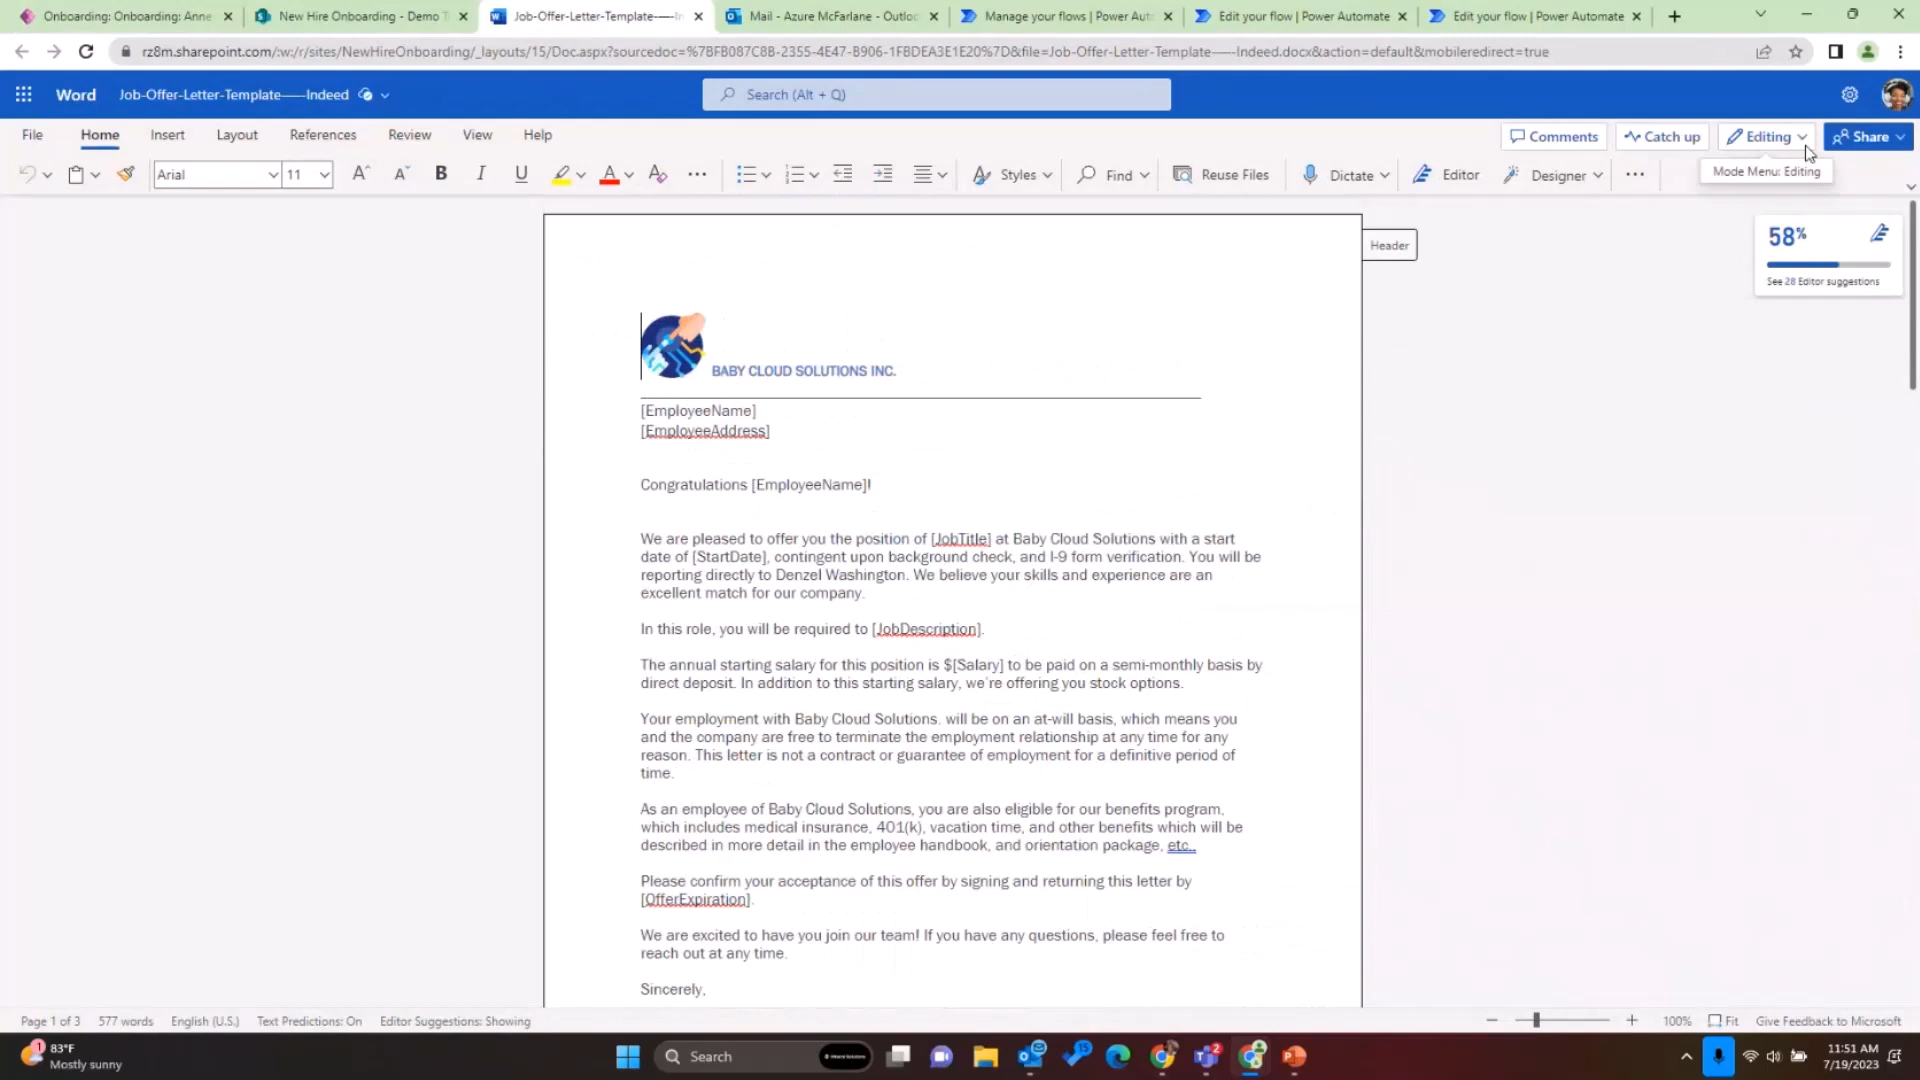 Onboarding: Onboarding: Anne
New Hire Onboarding - Demo T
Job-Offer-Letter-Template-----In
Mail - Azure McFarlane - Outloo
Manage your flows | Power Aut
Edit your flow | Power Automate
Edit your flow | Power Automate
rz8m.sharepoint.com/:w:/r/sites/NewHireOnboarding/_layouts/15/Doc.aspx?sourcedoc=%7BFB087C8B-2355-4E47-B906-1FBDEA3E1E20%7D&file=Job-Offer-Letter-Template-----Indeed.docx&action=default&mobileredirect=true
Word Job-Offer-Letter-Template-----Indeed
Search (Alt + Q)
File Home Insert Layout References Review View Help
Comments Catch up Editing Share
Arial 11 B I U A Styles Find Reuse Files Dictate Editor Designer
Mode Menu: Editing
58%
See 28 Editor suggestions
Header
BABY CLOUD SOLUTIONS INC.
[EmployeeName]
[EmployeeAddress]
Congratulations [EmployeeName]!
We are pleased to offer you the position of [JobTitle] at Baby Cloud Solutions with a start
date of [StartDate], contingent upon background check, and I-9 form verification. You will be
reporting directly to Denzel Washington. We believe your skills and experience are an
excellent match for our company.
In this role, you will be required to [JobDescription].
The annual starting salary for this position is $[Salary] to be paid on a semi-monthly basis by
direct deposit. In addition to this starting salary, we're offering you stock options.
Your employment with Baby Cloud Solutions. will be on an at-will basis, which means you
and the company are free to terminate the employment relationship at any time for any
reason. This letter is not a contract or guarantee of employment for a definitive period of
time.
As an employee of Baby Cloud Solutions, you are also eligible for our benefits program,
which includes medical insurance, 401(k), vacation time, and other benefits which will be
described in more detail in the employee handbook, and orientation package, etc..
Please confirm your acceptance of this offer by signing and returning this letter by
[OfferExpiration].
We are excited to have you join our team! If you have any questions, please feel free to
reach out at any time.
Sincerely,
Page 1 of 3 577 words English (U.S.) Text Predictions: On Editor Suggestions: Showing
100% Fit Give Feedback to Microsoft
1 83°F
Mostly sunny
Search
15
2
11:51 AM
7/19/2023